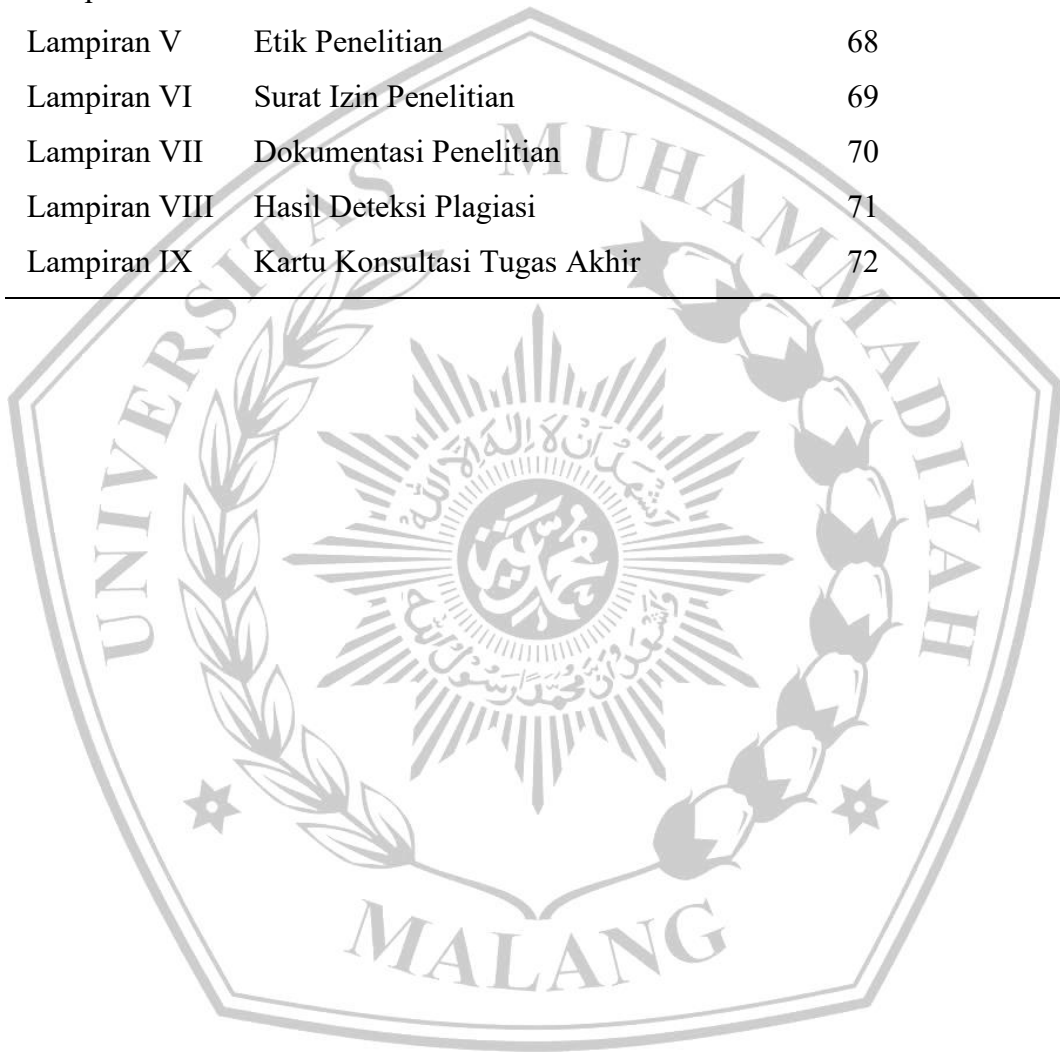 Lampiran V Etik Penelitian 68
Lampiran VI Surat Izin Penelitian 69
Lampiran VII Dokumentasi Penelitian 70
Lampiran VIII Hasil Deteksi Plagiasi 71
Lampiran IX Kartu Konsultasi Tugas Akhir 72
UNIVERSITAS MUHAMMADIYAH
MALANG